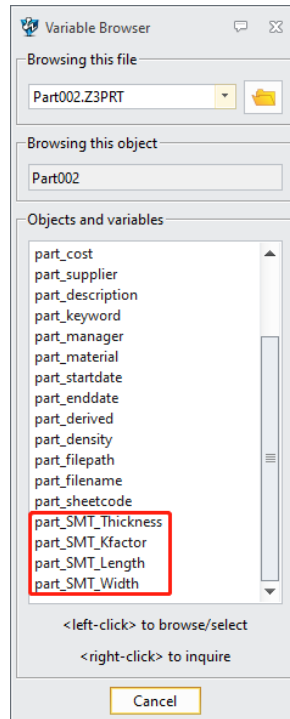 Variable Browser
Browsing this file
Part002.Z3PRT
Browsing this object
Part002
Objects and variables
part_cost
part_supplier
part_description
part_keyword
part_manager
part_material
part_startdate
part_enddate
part_derived
part_density
part_filepath
part_filename
part_sheetcode
part_SMT_Thickness
part_SMT_Kfactor
part_SMT_Length
part_SMT_Width
<left-click> to browse/select
<right-click> to inquire
Cancel